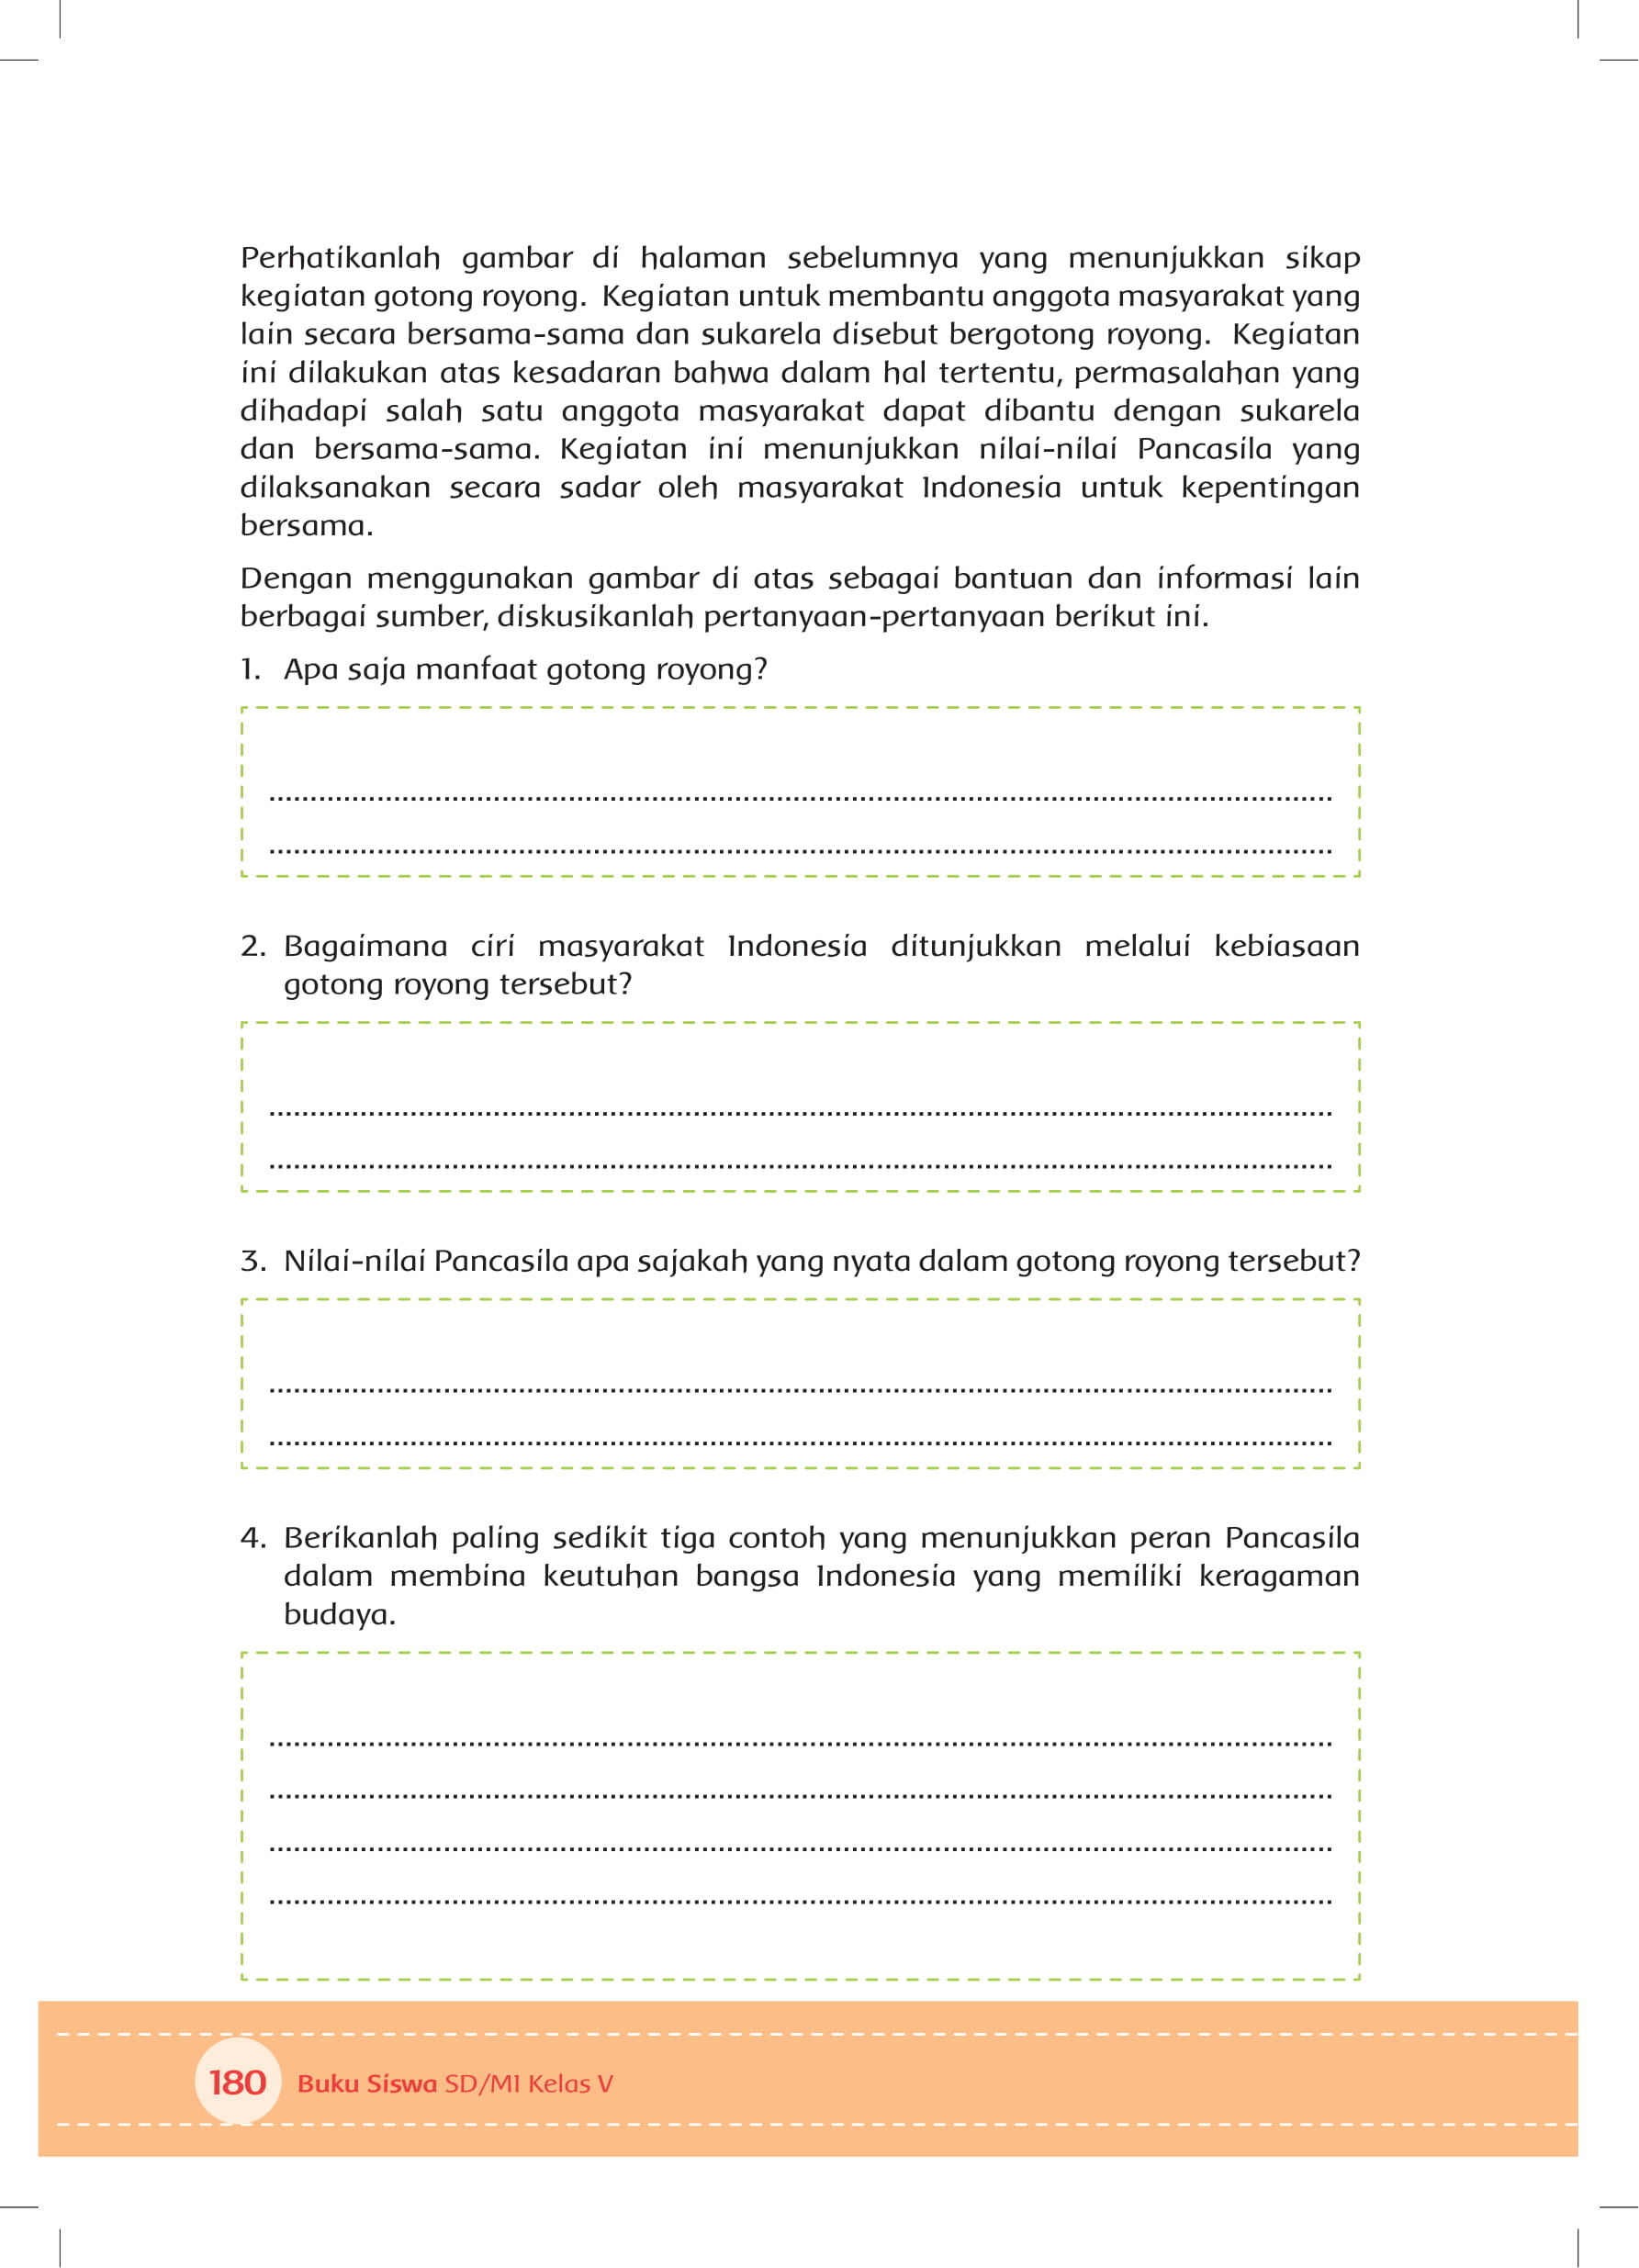 Perhatikanlah gambar di halaman sebelumnya yang menunjukkan sikap
kegiatan gotong royong. Kegiatan untuk membantu anggota masyarakat yang
lain secara bersama-sama dan sukarela disebut bergotong royong. Kegiatan
ini dilakukan atas kesadaran bahwa dalam hal tertentu, permasalahan yang
dihadapi salah satu anggota masyarakat dapat dibantu dengan sukarela
dan bersama-sama. Kegiatan ini menunjukkan nilai-nilai Pancasila yang
dilaksanakan secara sadar oleh masyarakat Indonesia untuk kepentingan
bersama.
Dengan menggunakan gambar di atas sebagai bantuan dan informasi lain
berbagai sumber, diskusikanlah pertanyaan-pertanyaan berikut ini.
1. Apa saja manfaat gotong royong?
2. Bagaimana ciri masyarakat Indonesia ditunjukkan melalui kebiasaan
gotong royong tersebut?
3. Nilai-nilai Pancasila apa sajakah yang nyata dalam gotong royong tersebut?
4. Berikanlah paling sedikit tiga contoh yang menunjukkan peran Pancasila
dalam membina keutuhan bangsa Indonesia yang memiliki keragaman
budaya.
180 Buku Siswa SD/MI Kelas V